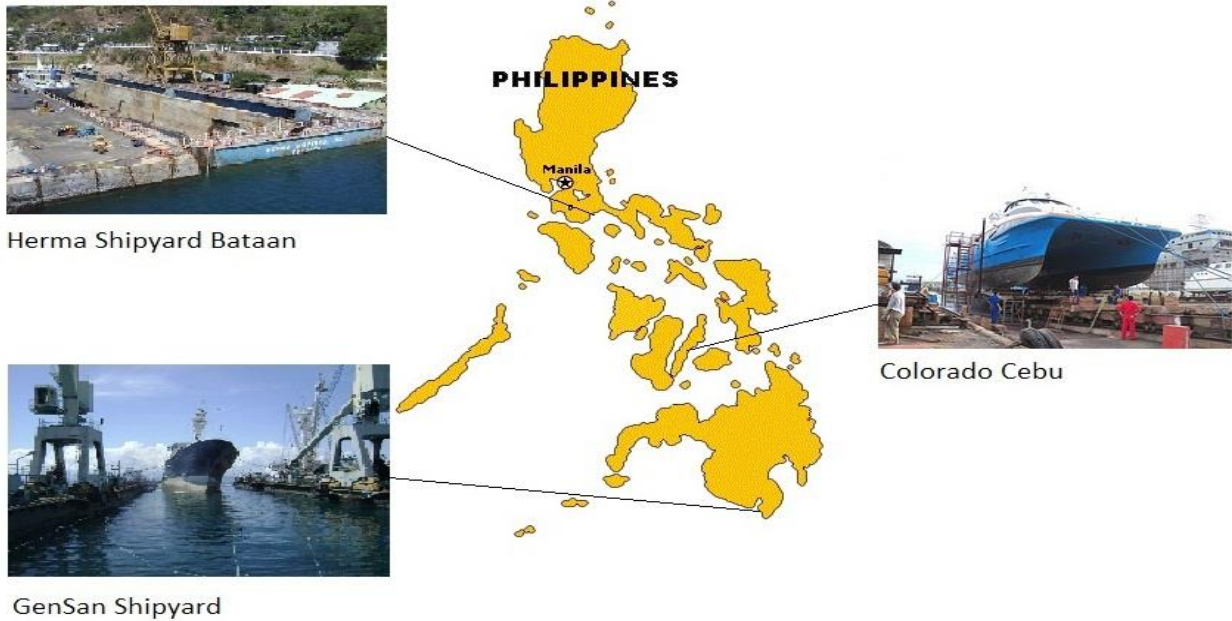 PHILIPPINES
Manila
Herma Shipyard Bataan
Colorado Cebu
GenSan Shipyard